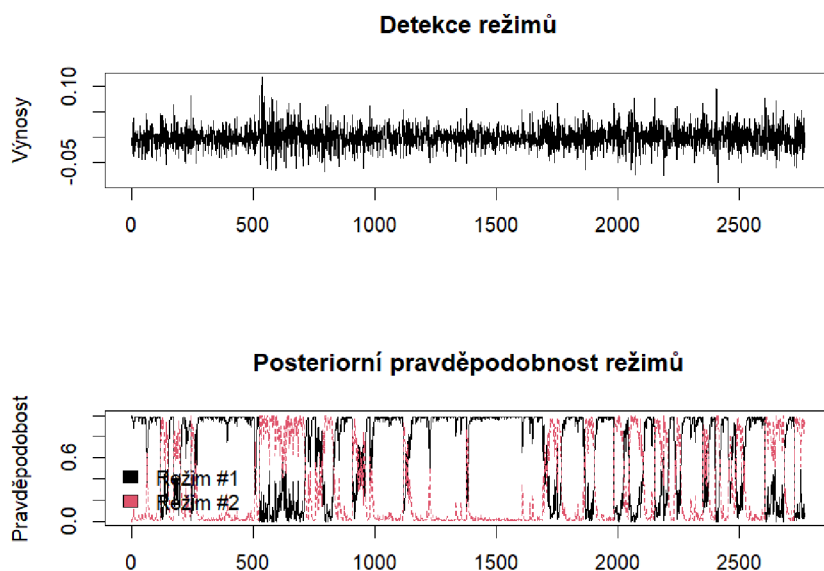 Detekce režimů
Výnosy
0.10
-0.05
0 500 1000 1500 2000 2500
Posteriorní pravděpodobnost režimů
Pravděpodobost
0.6
0.0
Režim #1
Režim #2
0 500 1000 1500 2000 2500